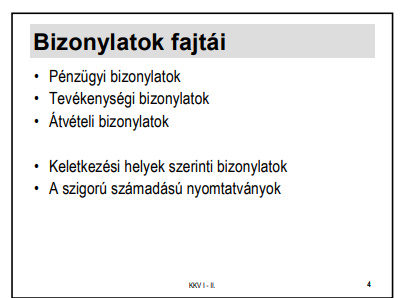 Bizonylatok fajtái
• Pénzügyi bizonylatok
• Tevékenységi bizonylatok
• Átvételi bizonylatok
• Keletkezési helyek szerinti bizonylatok
• A szigorú számadású nyomtatványok
KKV I - II.
4